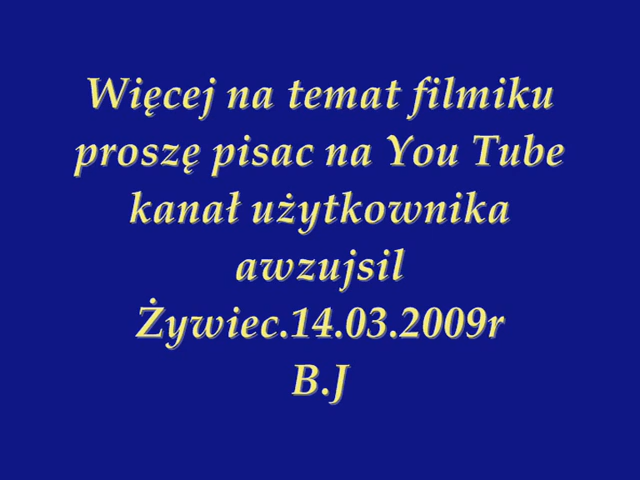 Więcej na temat filmiku
proszę pisac na You Tube
kanał użytkownika
awzujsil
Żywiec.14.03.2009r
B.J